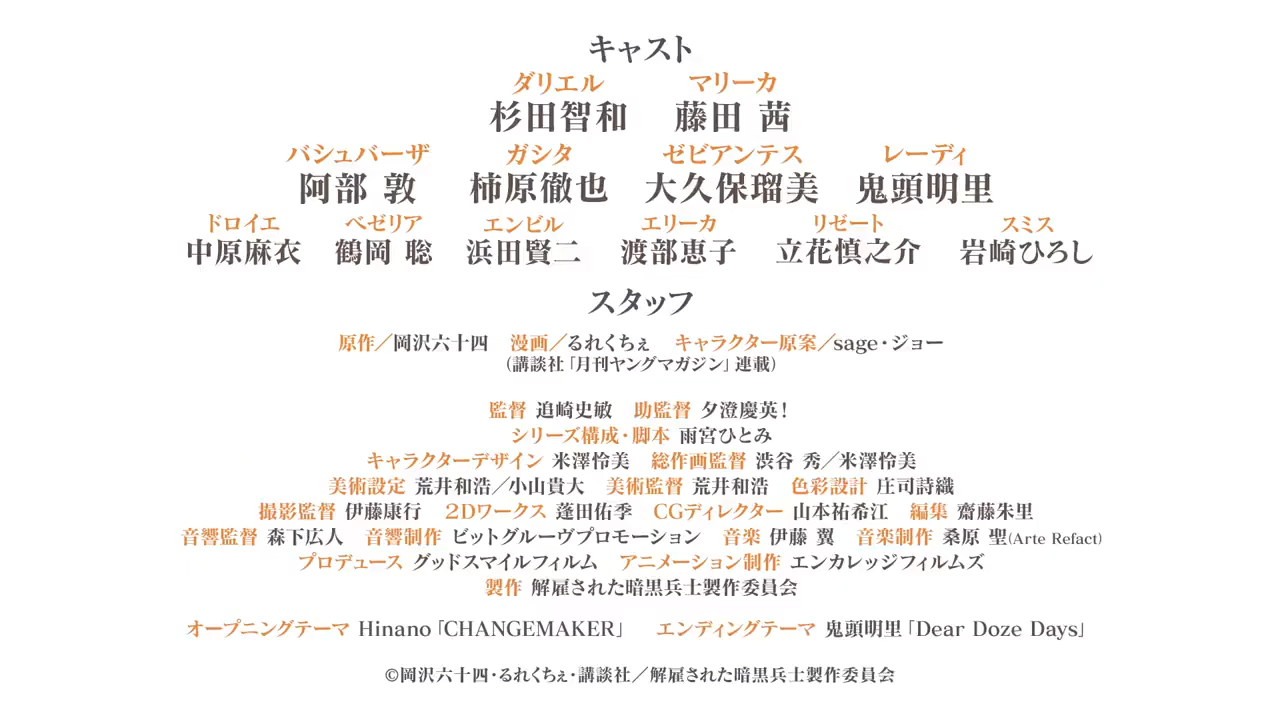 キャスト
ダリエル マリーカ
杉田智和 藤田 茜
バシュバーザ ガシタ ゼビアンテス レーディ
阿部 敦 柿原徹也 大久保瑠美 鬼頭明里
ドロイエ ベゼリア エンビル エリーカ リゼート スミス
中原麻衣 鶴岡 聡 浜田賢二 渡部恵子 立花慎之介 岩崎ひろし
スタッフ
原作／岡沢六十四 漫画／るれくちぇ キャラクター原案／sage・ジョー
（講談社「月刊ヤングマガジン」連載）
監督 追崎史敏 助監督 夕澄慶英！
シリーズ構成・脚本 雨宮ひとみ
キャラクターデザイン 米澤怜美 総作画監督 渋谷 秀／米澤怜美
美術設定 荒井和浩／小山貴大 美術監督 荒井和浩 色彩設計 庄司詩織
撮影監督 伊藤康行 2Dワークス 蓬田佑季 CGディレクター 山本祐希江 編集 齋藤朱里
音響監督 森下広人 音響制作 ビットグルーヴプロモーション 音楽 伊藤 翼 音楽制作 桑原 聖(Arte Refact)
プロデュース グッドスマイルフィルム アニメーション制作 エンカレッジフィルムズ
製作 解雇された暗黒兵士製作委員会
オープニングテーマ Hinano「CHANGEMAKER」 エンディングテーマ 鬼頭明里「Dear Doze Days」
©岡沢六十四・るれくちぇ・講談社／解雇された暗黒兵士製作委員会